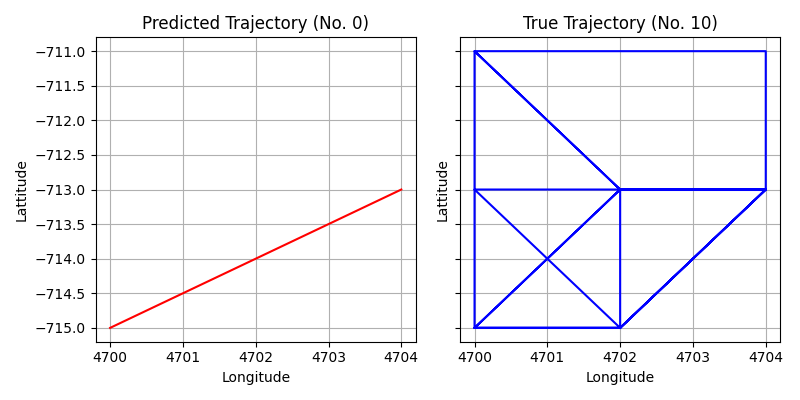 Predicted Trajectory (No. 0)
Lattitude
−711.0
−711.5
−712.0
−712.5
−713.0
−713.5
−714.0
−714.5
−715.0
4700 4701 4702 4703 4704
Longitude
True Trajectory (No. 10)
Lattitude
4700 4701 4702 4703 4704
Longitude